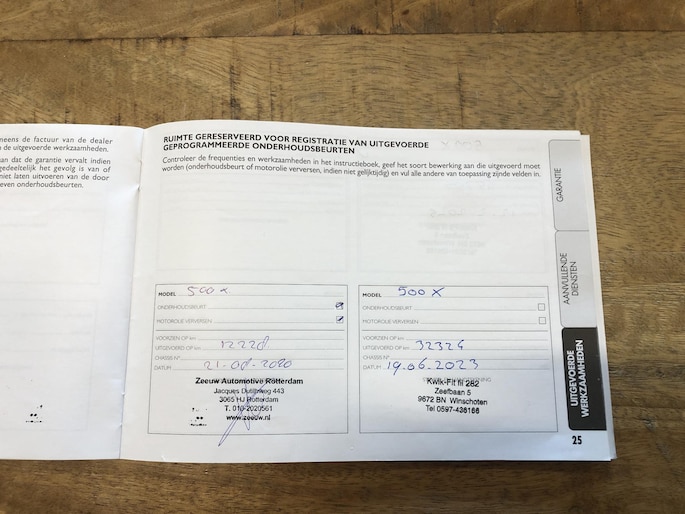 neens de factuur van de dealer
de uitgevoerde werkzaamheden.
an dat de garantie vervalt indien
gedeeltelijk het gevolg is van of
niet laten uitvoeren van de door
even onderhoudsbeurten.
RUIMTE GERESERVEERD VOOR REGISTRATIE VAN UITGEVOERDE
GEPROGRAMMEERDE ONDERHOUDSBEURTEN
Controleer de frequenties en werkzaamheden in het instructieboek, geef het soort bewerking aan die uitgevoerd moet
worden (onderhoudsbeurt of motorolie verversen, indien niet gelijktijdig) en vul alle andere van toepassing zijnde velden in.
MODEL 500 x
ONDERHOUDSBEURT
MOTOROLIE VERVERSEN
VOORZIEN OP km
UITGEVOERD OP km 12228
CHASSIS N°
DATUM 21-08-2020
Zeeuw Automotive Rotterdam
Jacques Dutilhweg 443
3065 HJ Rotterdam
T. 010-2020561
www.zeeuw.nl
MODEL 500 X
ONDERHOUDSBEURT
MOTOROLIE VERVERSEN
VOORZIEN OP km
UITGEVOERD OP km 32326
CHASSIS N°
DATUM 19.06.2023
Kwik-Fit fil 282
Zeefbaan 5
9672 BN Winschoten
Tel 0597-436166
GARANTIE
AANVULLENDE
DIENSTEN
UITGEVOERDE
WERKZAAMHEDEN
25